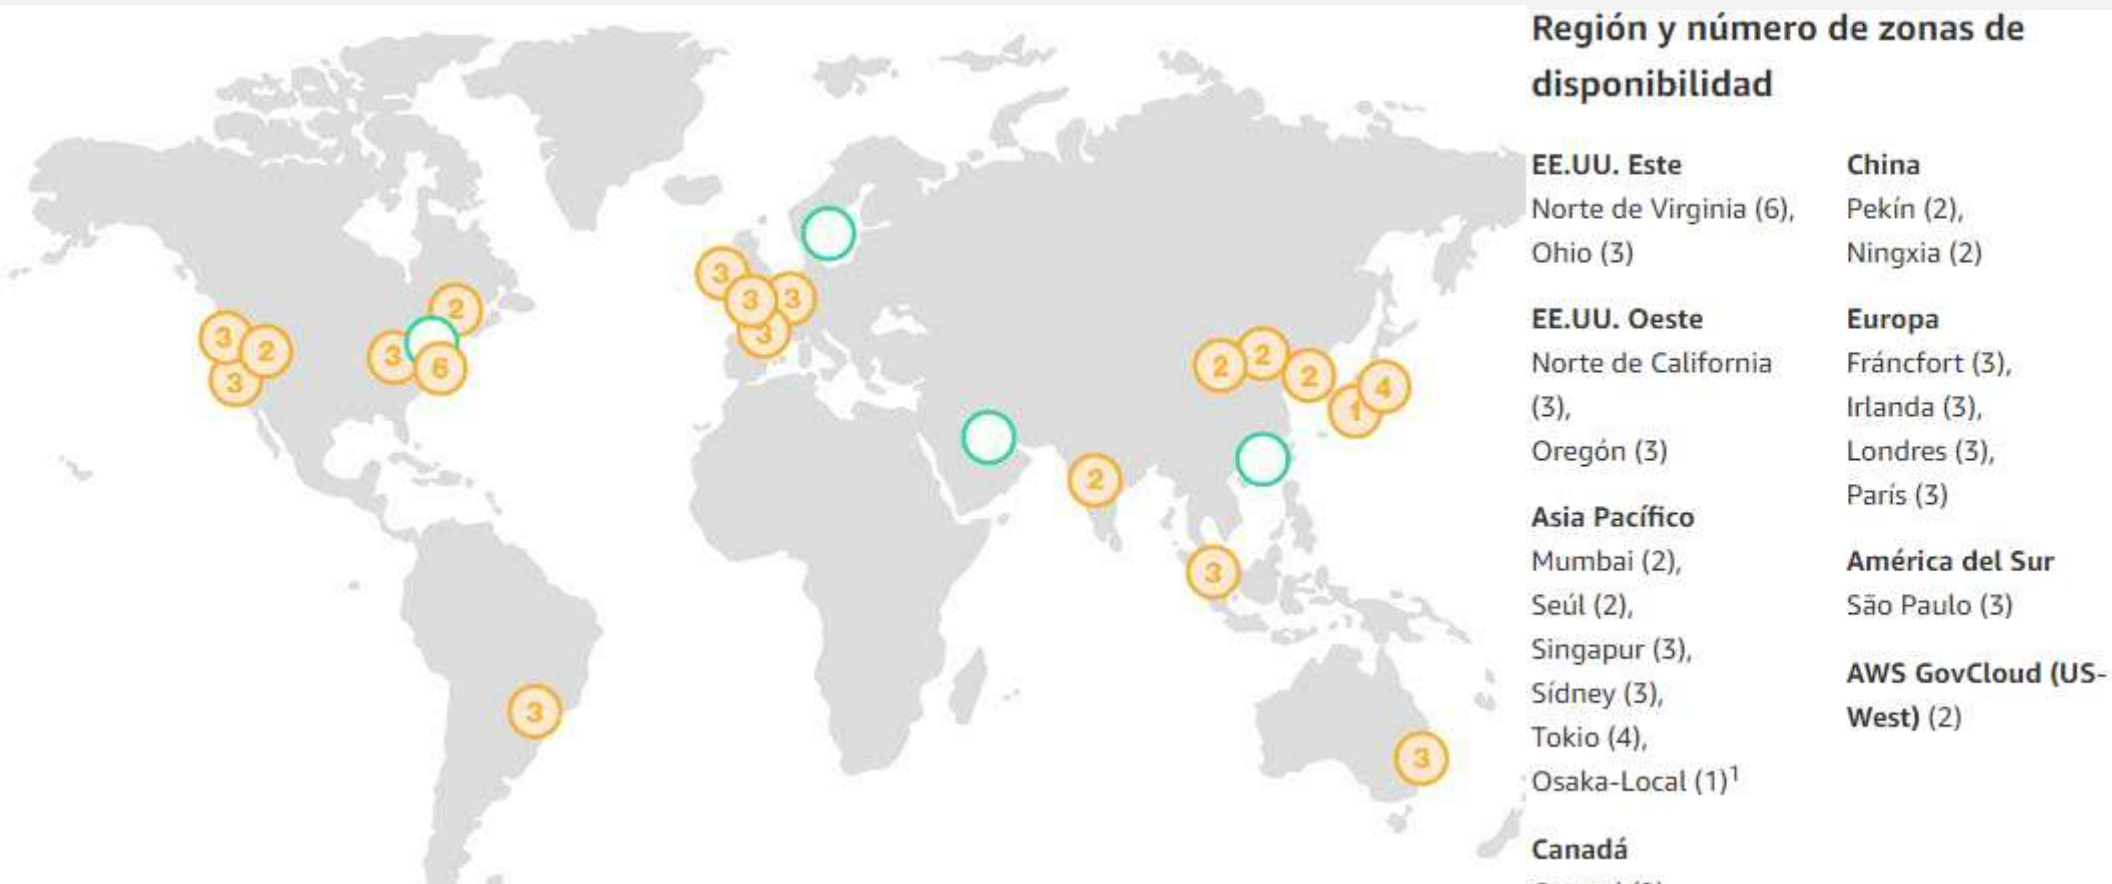 Región y número de zonas de
disponibilidad
EE.UU. Este
Norte de Virginia (6),
Ohio (3)
EE.UU. Oeste
Norte de California
(3),
Oregón (3)
Asia Pacífico
Mumbai (2),
Seúl (2),
Singapur (3),
Sídney (3),
Tokio (4),
Osaka-Local (1)¹
Canadá
China
Pekín (2),
Ningxia (2)
Europa
Fráncfort (3),
Irlanda (3),
Londres (3),
París (3)
América del Sur
São Paulo (3)
AWS GovCloud (US-
West) (2)
2
3
2
3
3
6
3
3
3
3
3
2
3
2
2
2
4
1
3